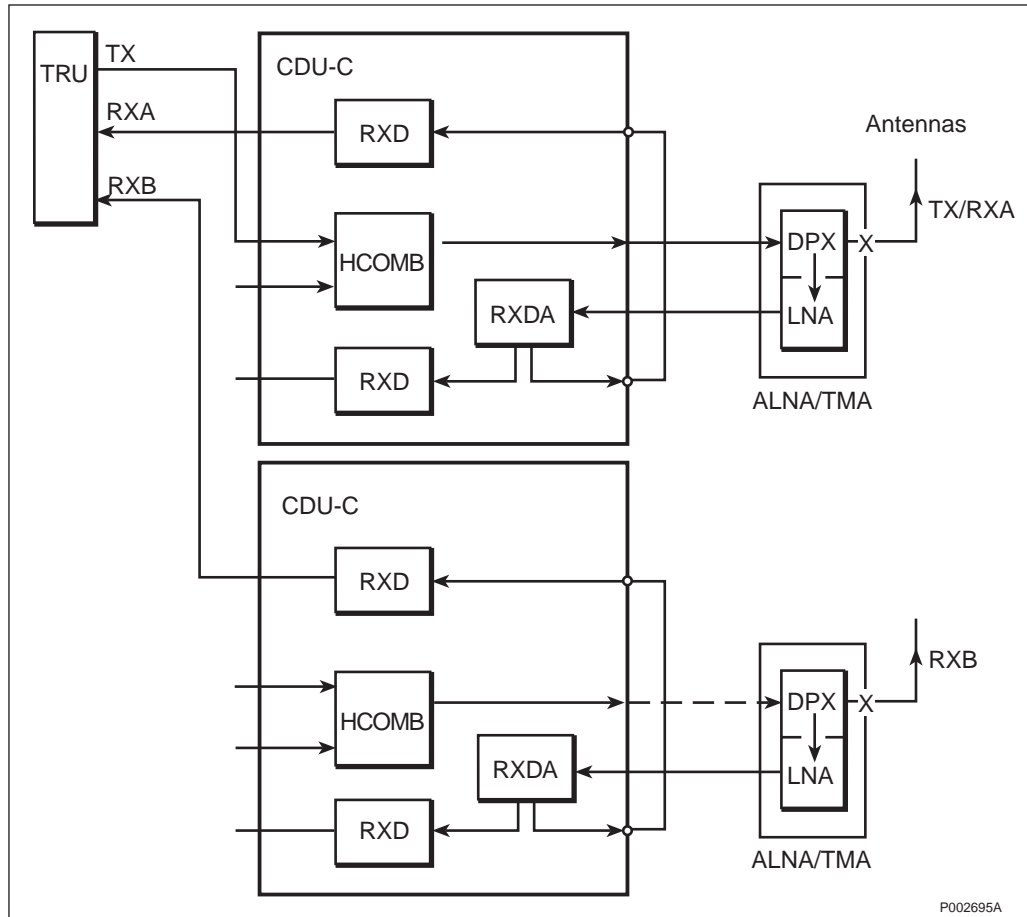 TRU
TX
RXA
RXB
CDU-C
RXD
HCOMB
RXDA
RXD
Antennas
TX/RXA
DPX
X
LNA
ALNA/TMA
CDU-C
RXD
HCOMB
RXDA
RXD
RXB
DPX
X
LNA
ALNA/TMA
P002695A